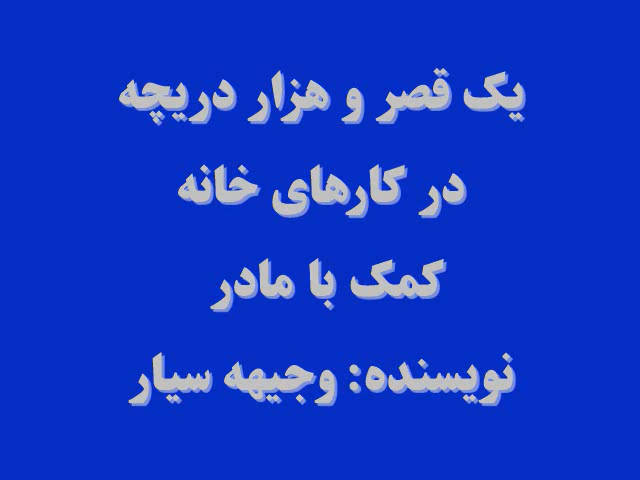 یک قصر و هزار دریچه
در کارهای خانه
کمک با مادر
نویسنده: وجیهه سیار